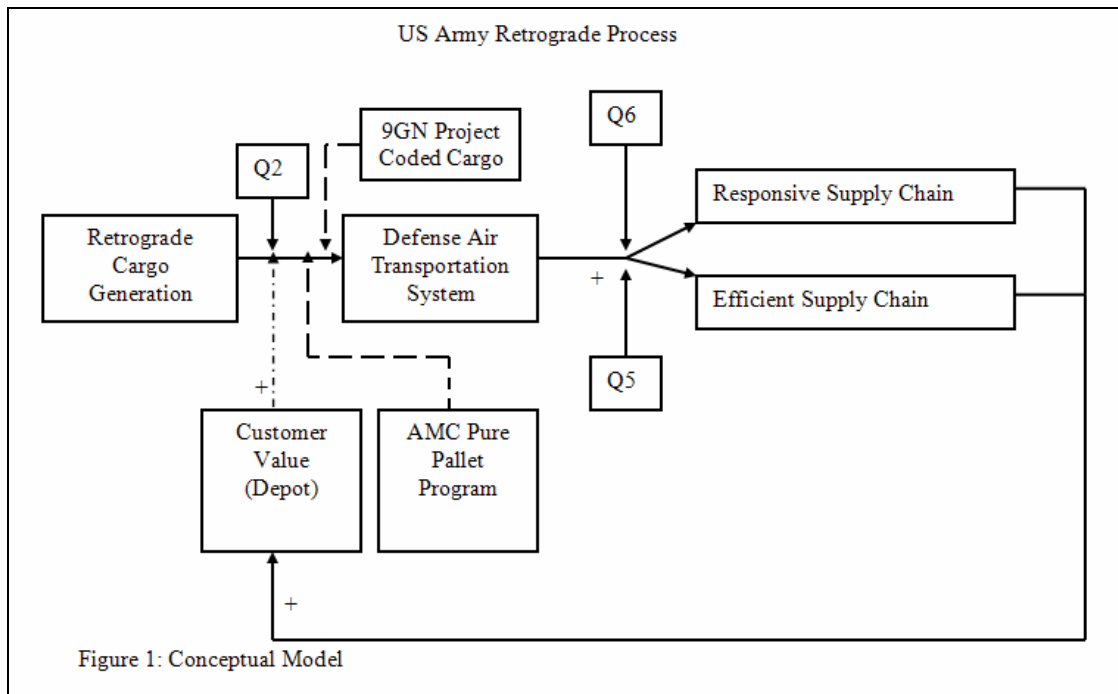 US Army Retrograde Process
Q6
9GN Project
Coded Cargo
Q2
Responsive Supply Chain
Retrograde
Cargo
Generation
Defense Air
Transportation
System
+
Efficient Supply Chain
Q5
+
Customer
Value
(Depot)
AMC Pure
Pallet
Program
+
Figure 1: Conceptual Model